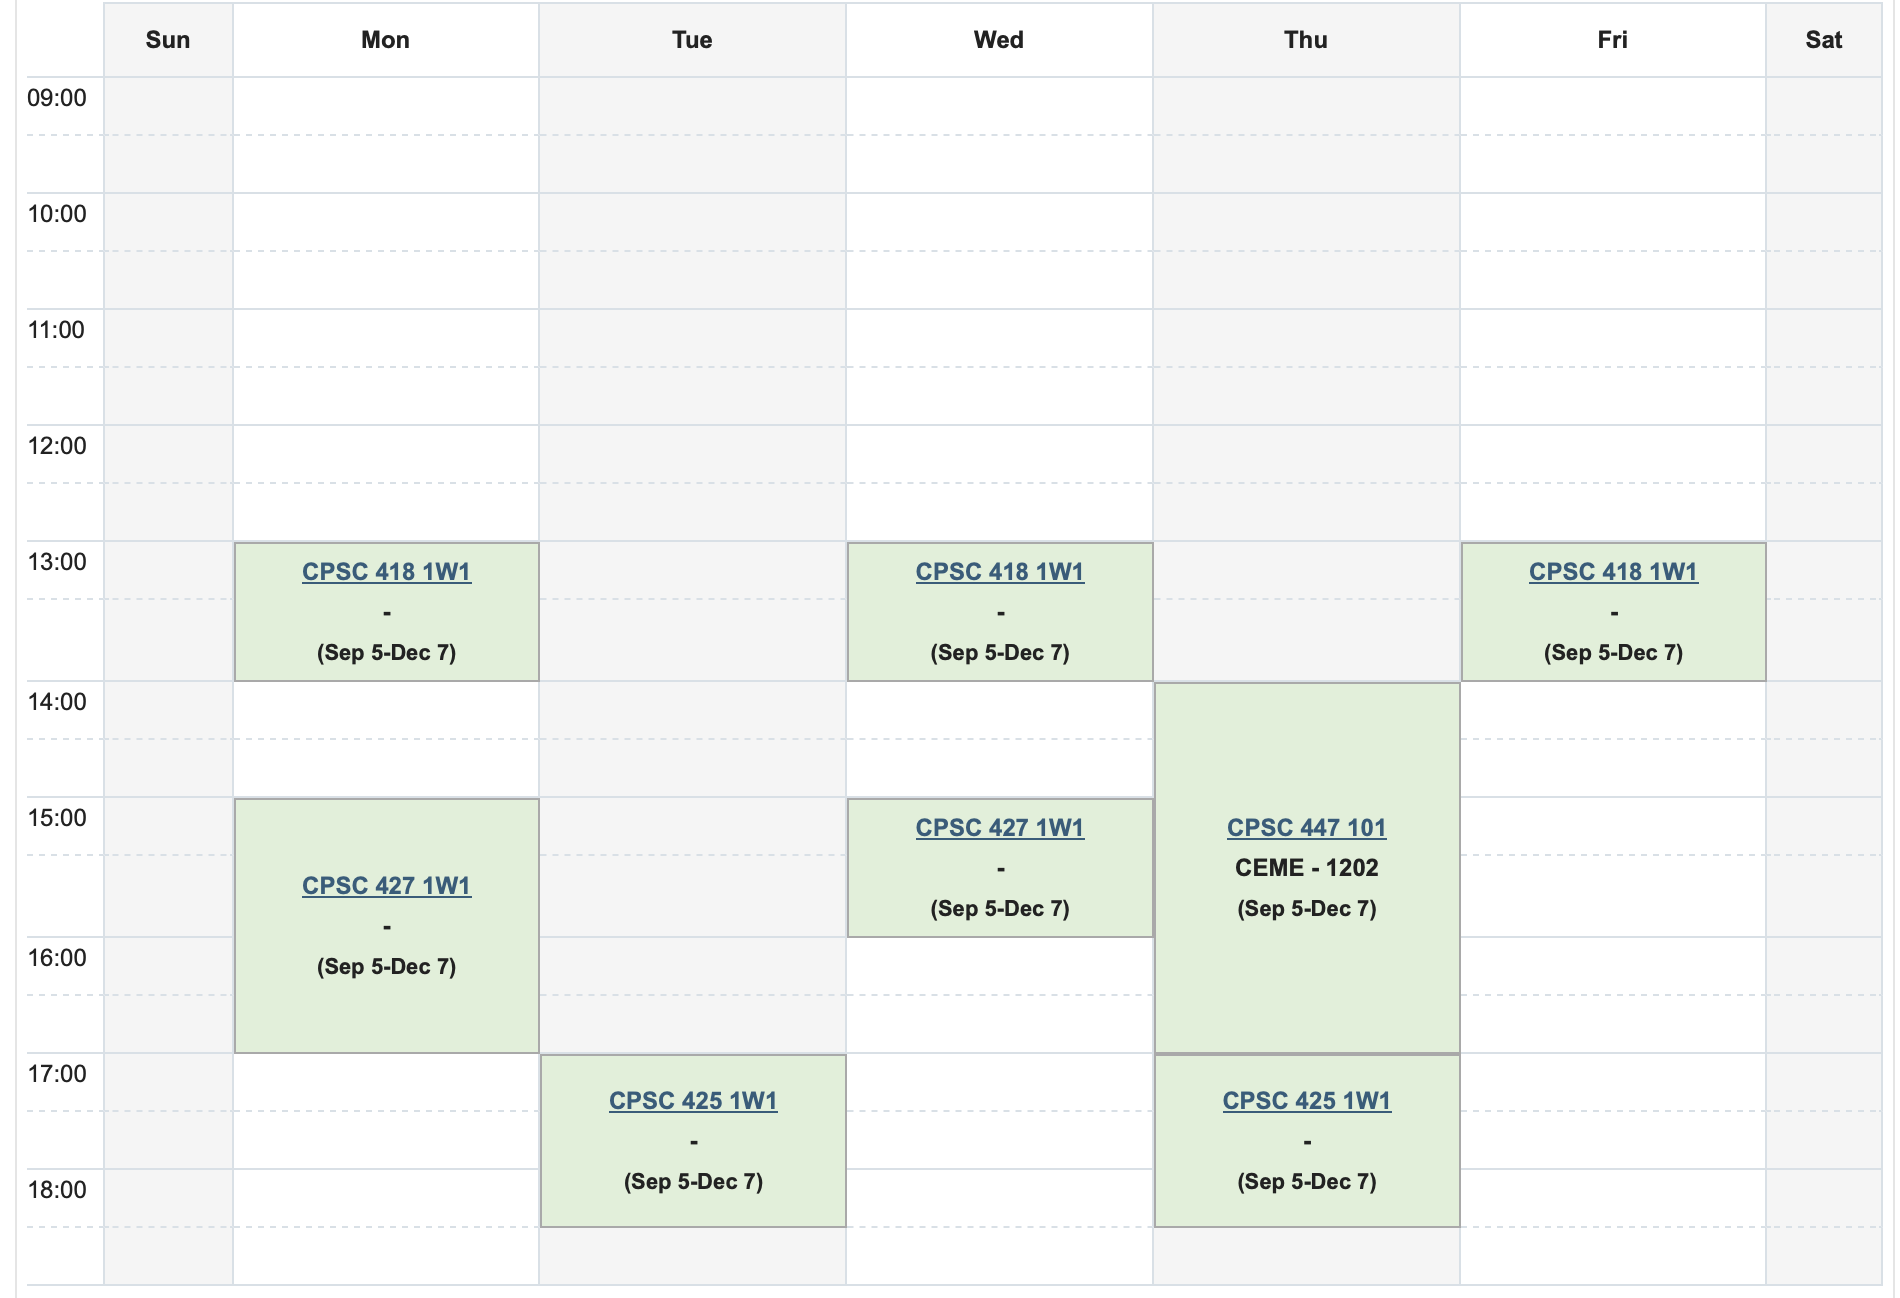 Sun Mon Tue Wed Thu Fri Sat
09:00
10:00
11:00
12:00
13:00
CPSC 418 1W1
-
(Sep 5-Dec 7)
CPSC 418 1W1
-
(Sep 5-Dec 7)
CPSC 418 1W1
-
(Sep 5-Dec 7)
14:00
15:00
CPSC 427 1W1
-
(Sep 5-Dec 7)
CPSC 427 1W1
-
(Sep 5-Dec 7)
CPSC 447 101
CEME - 1202
(Sep 5-Dec 7)
16:00
17:00
CPSC 425 1W1
-
(Sep 5-Dec 7)
CPSC 425 1W1
-
(Sep 5-Dec 7)
18:00